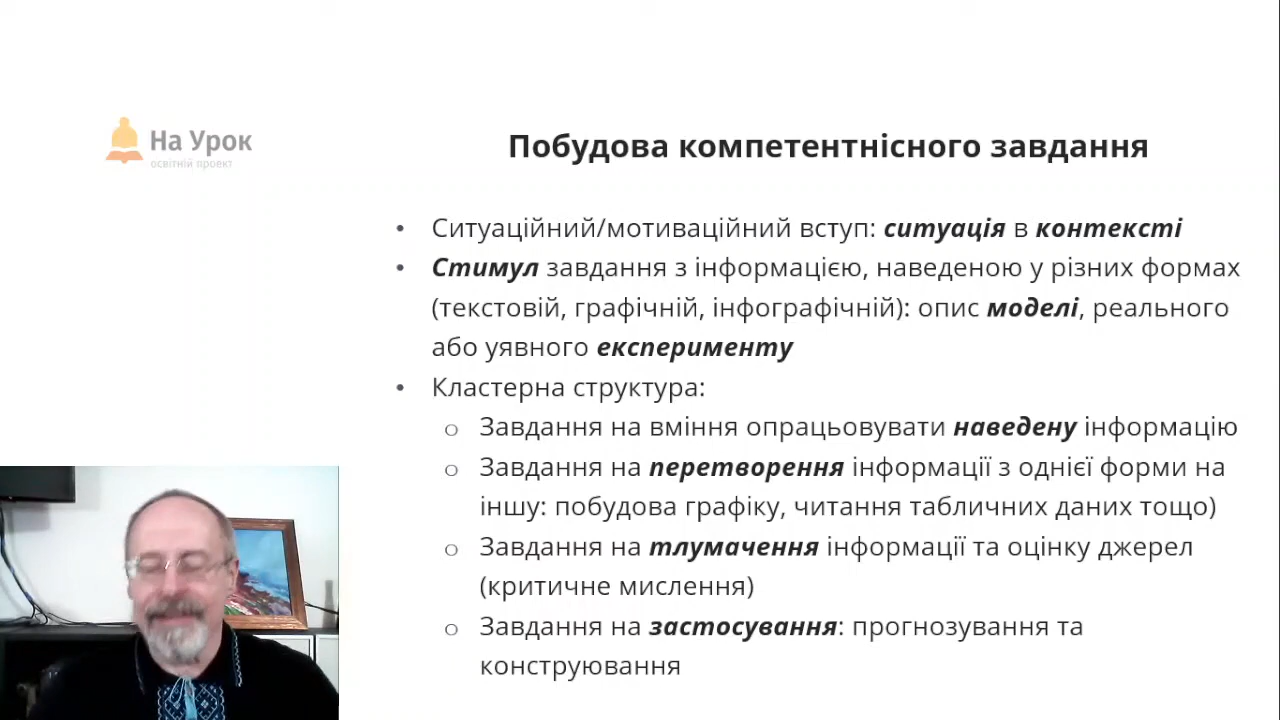 На Урок
освітній проект
Побудова компетентнісного завдання
• Ситуаційний/мотиваційний вступ: ситуація в контексті
• Стимул завдання з інформацією, наведеною у різних формах
(текстовій, графічній, інфографічній): опис моделі, реального
або уявного експерименту
• Кластерна структура:
o Завдання на вміння опрацьовувати наведену інформацію
o Завдання на перетворення інформації з однієї форми на
іншу: побудова графіку, читання табличних даних тощо)
o Завдання на тлумачення інформації та оцінку джерел
(критичне мислення)
o Завдання на застосування: прогнозування та
конструювання